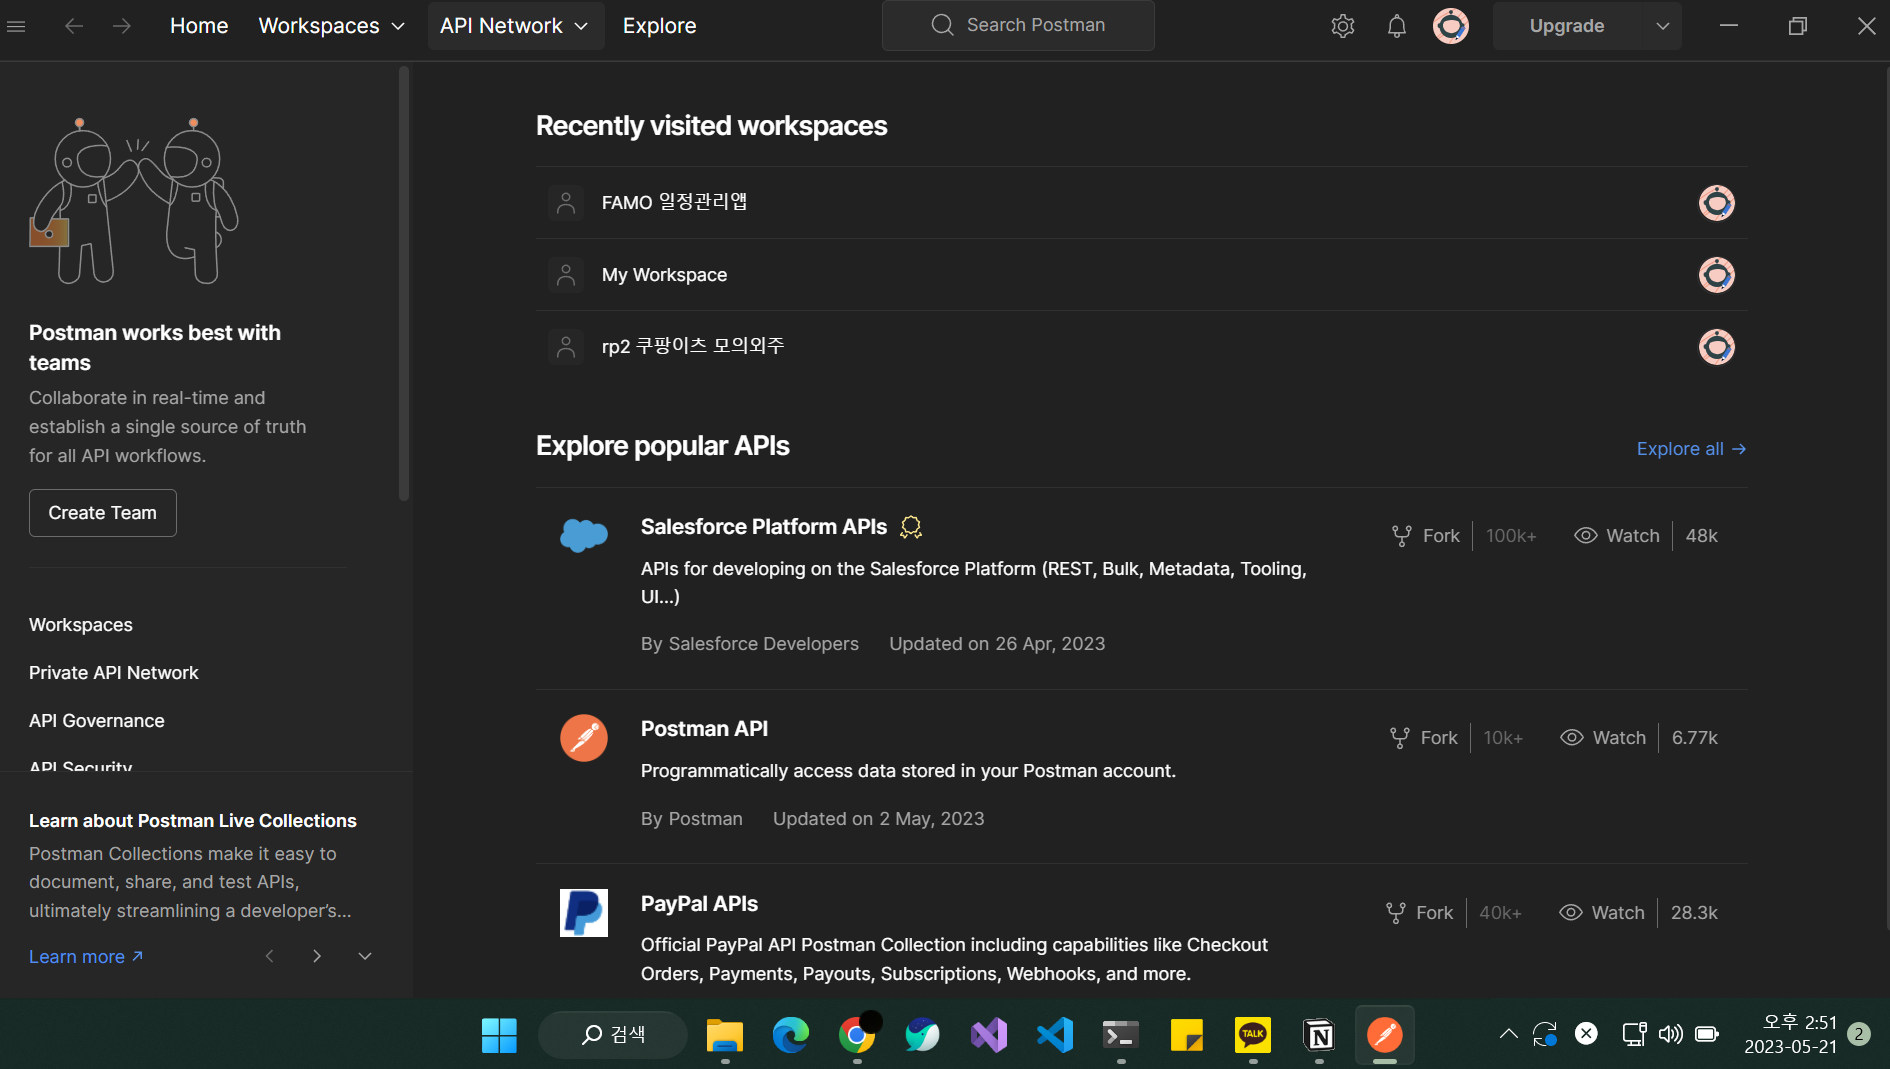 Home Workspaces API Network Explore Search Postman Upgrade
Postman works best with
teams
Collaborate in real-time and
establish a single source of truth
for all API workflows.
Create Team
Workspaces
Private API Network
API Governance
API Security
Learn about Postman Live Collections
Postman Collections make it easy to
document, share, and test APIs,
ultimately streamlining a developer's...
Learn more
Recently visited workspaces
FAMO 일정관리앱
My Workspace
rp2 쿠팡이츠 모의외주
Explore popular APIs Explore all →
Salesforce Platform APIs Fork 100k+ Watch 48k
APIs for developing on the Salesforce Platform (REST, Bulk, Metadata, Tooling,
UI...)
By Salesforce Developers Updated on 26 Apr, 2023
Postman API Fork 10k+ Watch 6.77k
Programmatically access data stored in your Postman account.
By Postman Updated on 2 May, 2023
PayPal APIs Fork 40k+ Watch 28.3k
Official PayPal API Postman Collection including capabilities like Checkout
Orders, Payments, Payouts, Subscriptions, Webhooks, and more.
검색 TALK 오후 2:51
2023-05-21 2